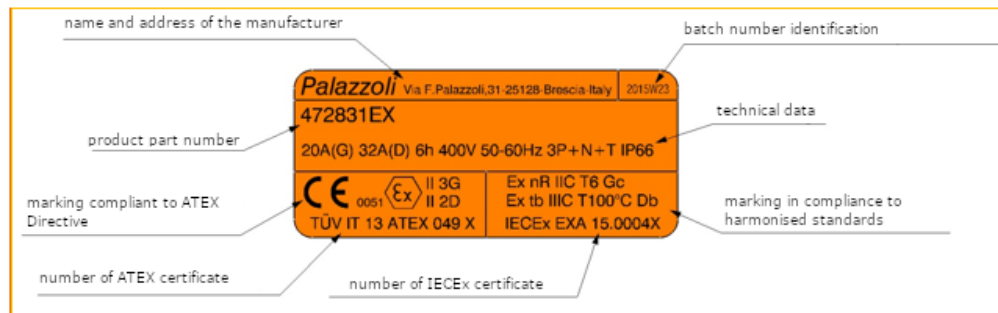 name and address of the manufacturer
batch number identification
Palazzoli Via F.Palazzoli,31-25128-Brescia-Italy 2015W23
472831EX
technical data
product part number
20A(G) 32A(D) 6h 400V 50-60Hz 3P+N+T IP66
marking compliant to ATEX
Directive
CE 0051 Ex II 3G
II 2D
TÜV IT 13 ATEX 049 X
Ex nR IIC T6 Gc
Ex tb IIIC T100°C Db
IECEx EXA 15.0004X
marking in compliance to
harmonised standards
number of ATEX certificate
number of IECEx certificate